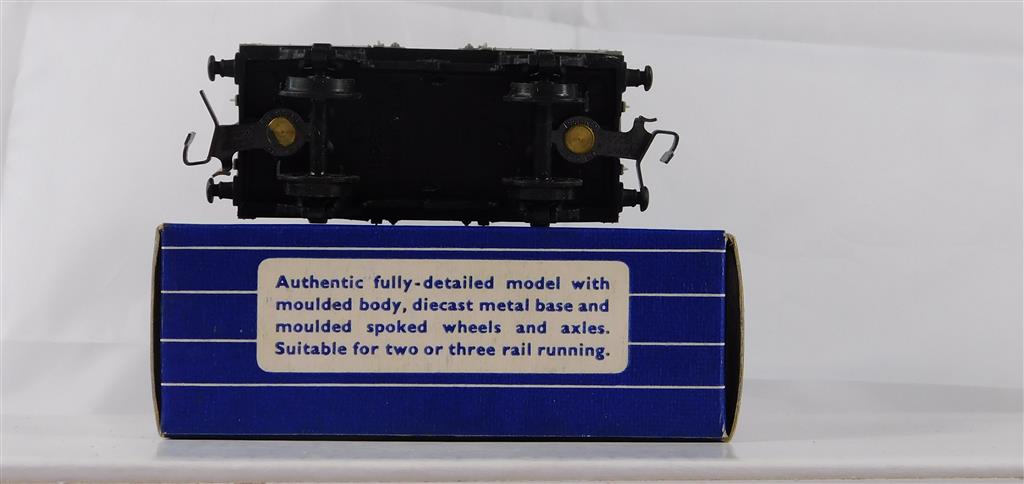 Authentic fully-detailed model with
moulded body, diecast metal base and
moulded spoked wheels and axles.
Suitable for two or three rail running.